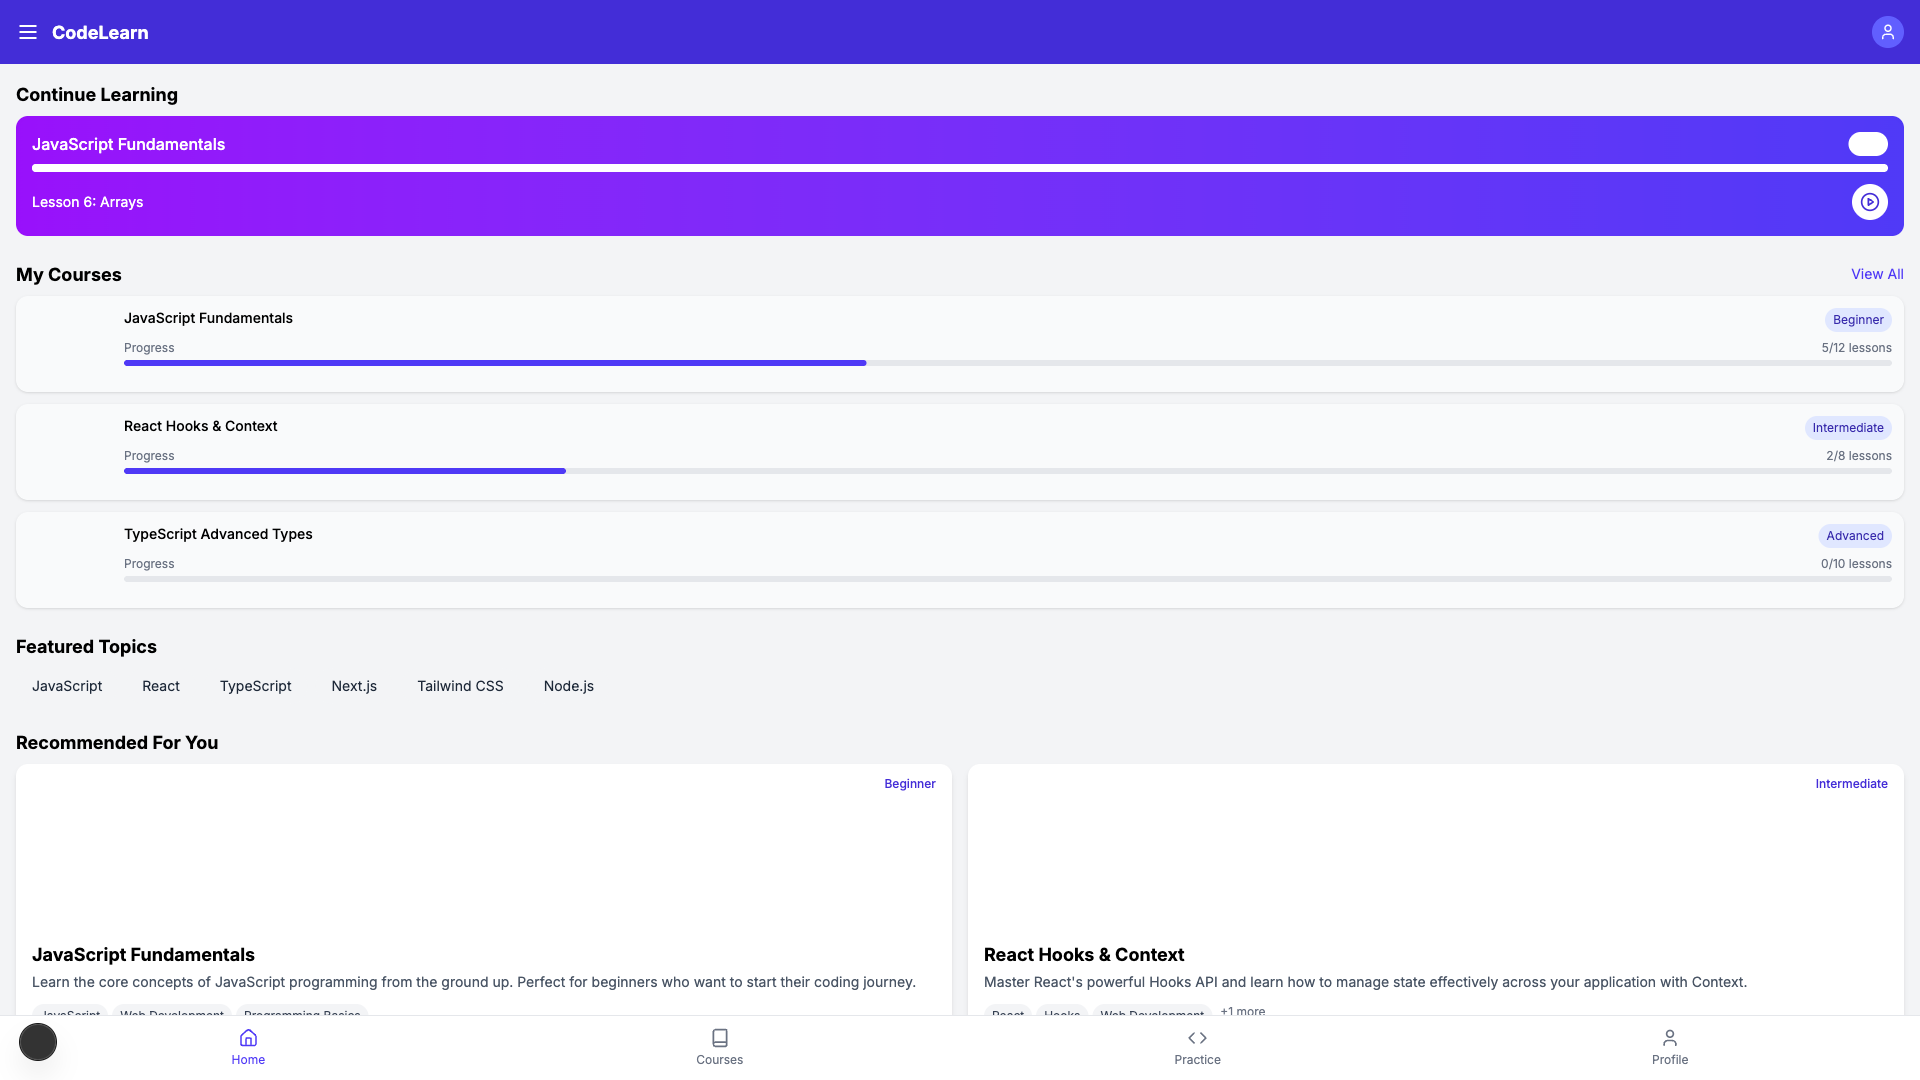 CodeLearn
Continue Learning
JavaScript Fundamentals
Lesson 6: Arrays
My Courses
View All
JavaScript Fundamentals
Beginner
Progress
5/12 lessons
React Hooks & Context
Intermediate
Progress
2/8 lessons
TypeScript Advanced Types
Advanced
Progress
0/10 lessons
Featured Topics
JavaScript React TypeScript Next.js Tailwind CSS Node.js
Recommended For You
Beginner
JavaScript Fundamentals
Learn the core concepts of JavaScript programming from the ground up. Perfect for beginners who want to start their coding journey.
JavaScript Web Development Programming Basics
Intermediate
React Hooks & Context
Master React's powerful Hooks API and learn how to manage state effectively across your application with Context.
React Hooks Web Development +1 more
Home
Courses
Practice
Profile